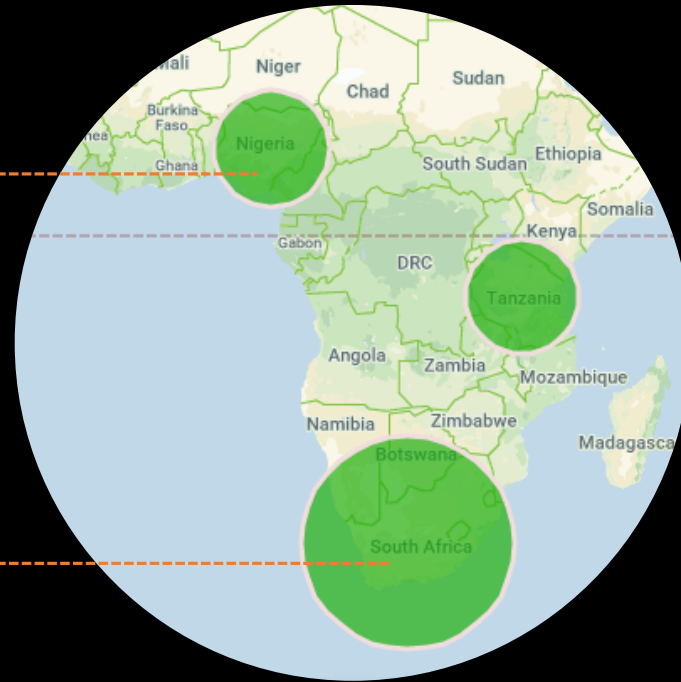 Mali
Niger
Chad
Sudan
Burkina
Faso
Nigeria
Ghana
South Sudan
Ethiopia
Somalia
Kenya
Gabon
DRC
Tanzania
Angola
Zambia
Mozambique
Namibia
Zimbabwe
Madagasca
Botswana
South Africa